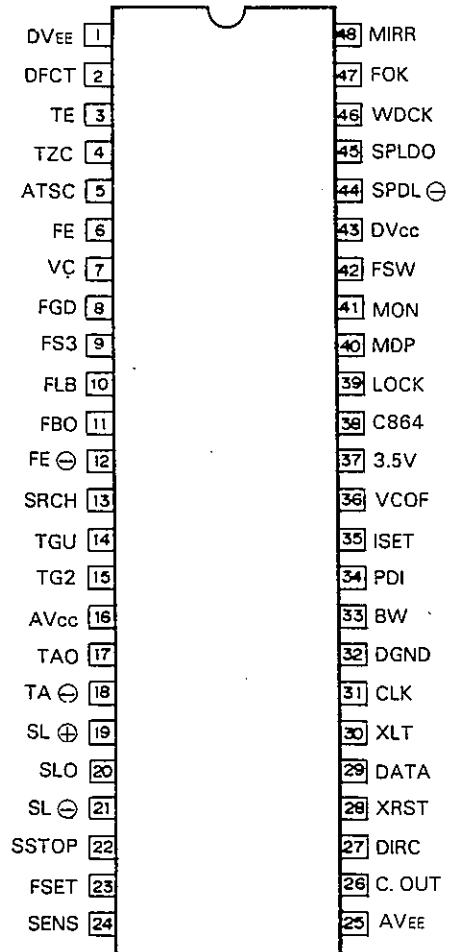 DVEE 1 48 MIRR
DFCT 2 47 FOK
TE 3 46 WDCK
TZC 4 45 SPLDO
ATSC 5 44 SPDL ⊖
FE 6 43 DVcc
VC 7 42 FSW
FGD 8 41 MON
FS3 9 40 MDP
FLB 10 39 LOCK
FBO 11 38 C864
FE ⊖ 12 37 3.5V
SRCH 13 36 VCOF
TGU 14 35 ISET
TG2 15 34 PDI
AVcc 16 33 BW
TAO 17 32 DGND
TA ⊖ 18 31 CLK
SL ⊕ 19 30 XLT
SLO 20 29 DATA
SL ⊖ 21 28 XRST
SSTOP 22 27 DIRC
FSET 23 26 C. OUT
SENS 24 25 AVEE